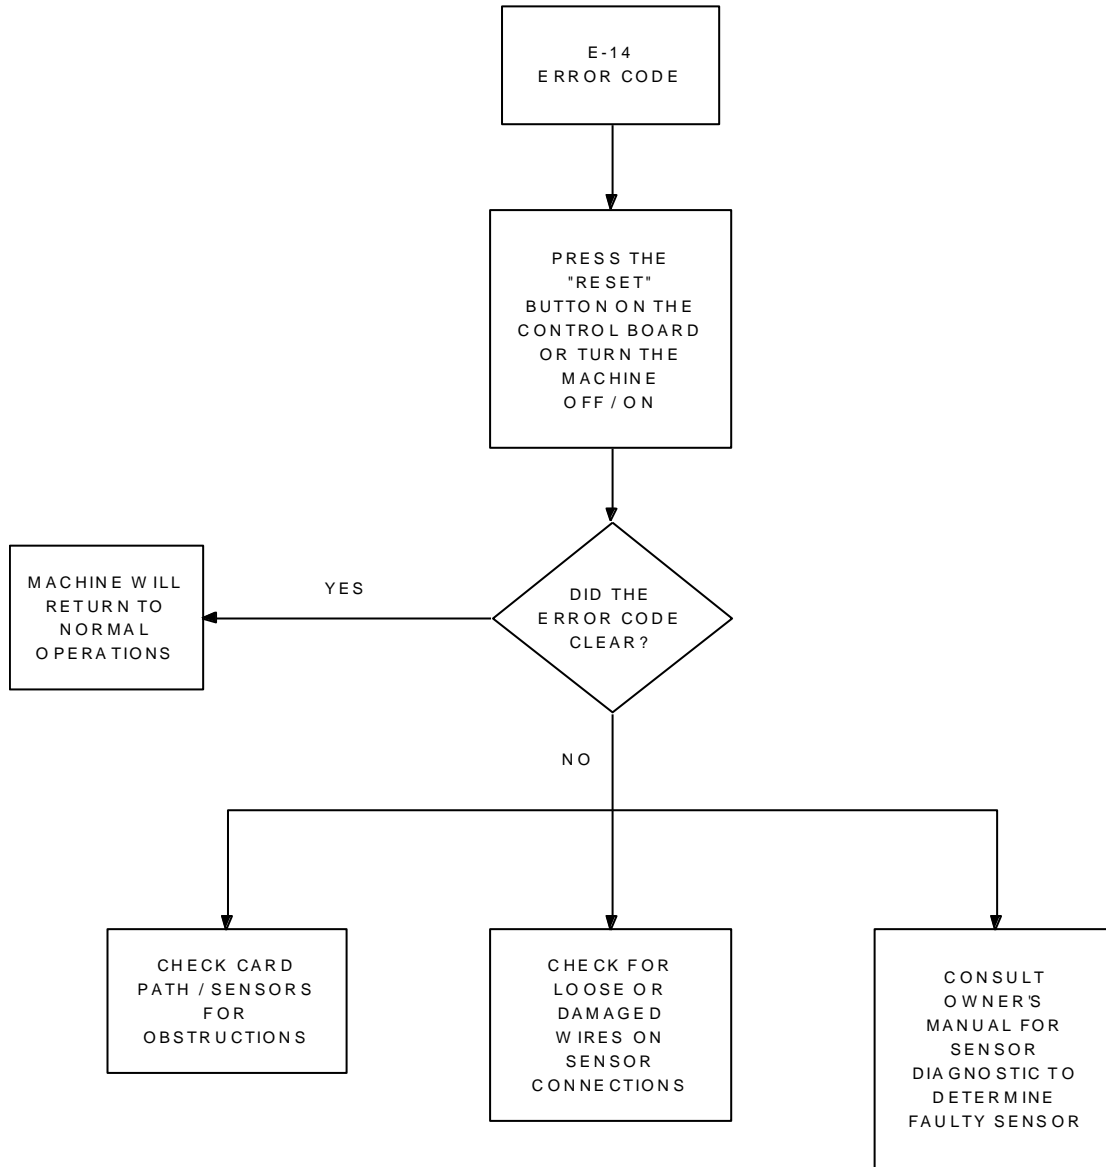 E-14
ERROR CODE
PRESS THE
"RESET"
BUTTON ON THE
CONTROL BOARD
OR TURN THE
MACHINE
OFF / ON
DID THE
ERROR CODE
CLEAR?
YES
MACHINE WILL
RETURN TO
NORMAL
OPERATIONS
NO
CHECK CARD
PATH / SENSORS
FOR
OBSTRUCTIONS
CHECK FOR
LOOSE OR
DAMAGED
WIRES ON
SENSOR
CONNECTIONS
CONSULT
OWNER'S
MANUAL FOR
SENSOR
DIAGNOSTIC TO
DETERMINE
FAULTY SENSOR